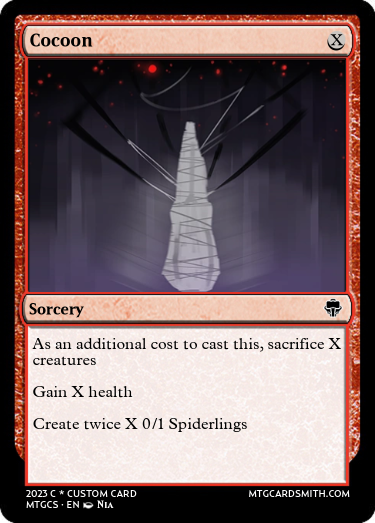 Cocoon X
Sorcery
As an additional cost to cast this, sacrifice X
creatures
Gain X health
Create twice X 0/1 Spiderlings
2023 C * CUSTOM CARD MTGCARDSMITH.COM
MTGCS · EN NIA